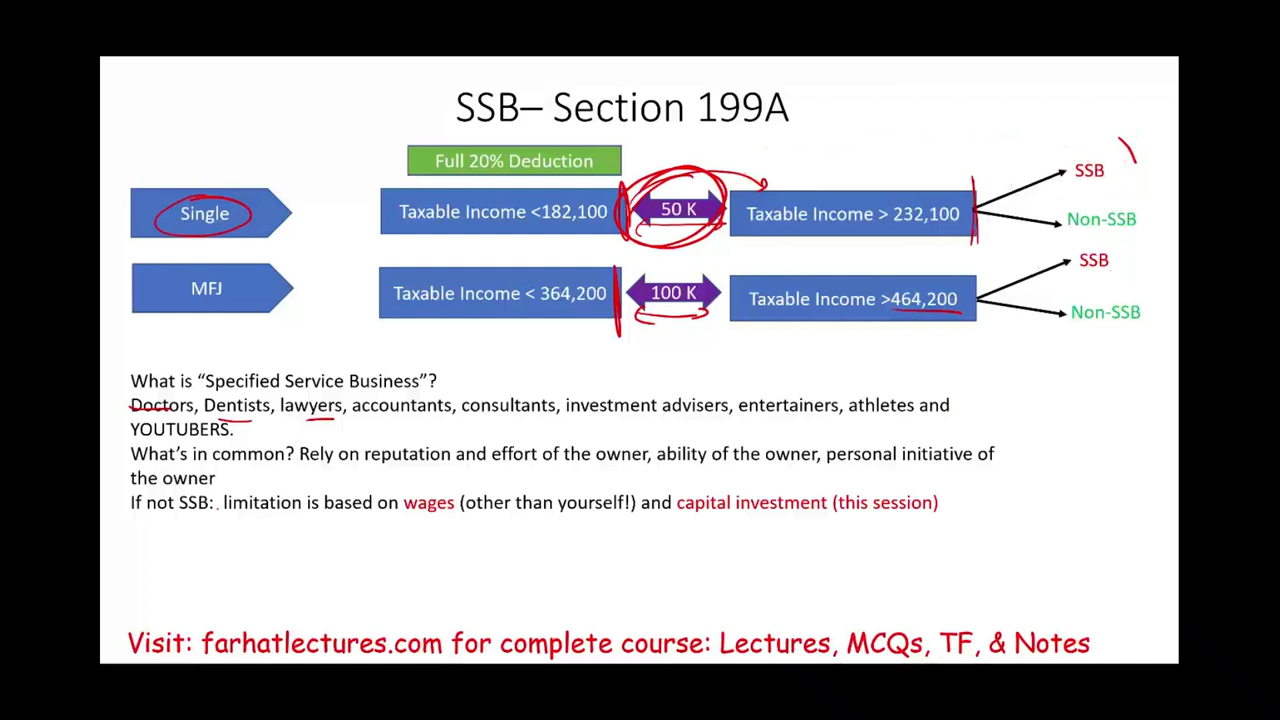 SSB– Section 199A
Full 20% Deduction
Single
Taxable Income <182,100
50 K
Taxable Income > 232,100
SSB
Non-SSB
MFJ
Taxable Income < 364,200
100 K
Taxable Income >464,200
SSB
Non-SSB
What is “Specified Service Business”?
Doctors, Dentists, lawyers, accountants, consultants, investment advisers, entertainers, athletes and
YOUTUBERS.
What’s in common? Rely on reputation and effort of the owner, ability of the owner, personal initiative of
the owner
If not SSB: limitation is based on wages (other than yourself!) and capital investment (this session)
Visit: farhatlectures.com for complete course: Lectures, MCQs, TF, & Notes